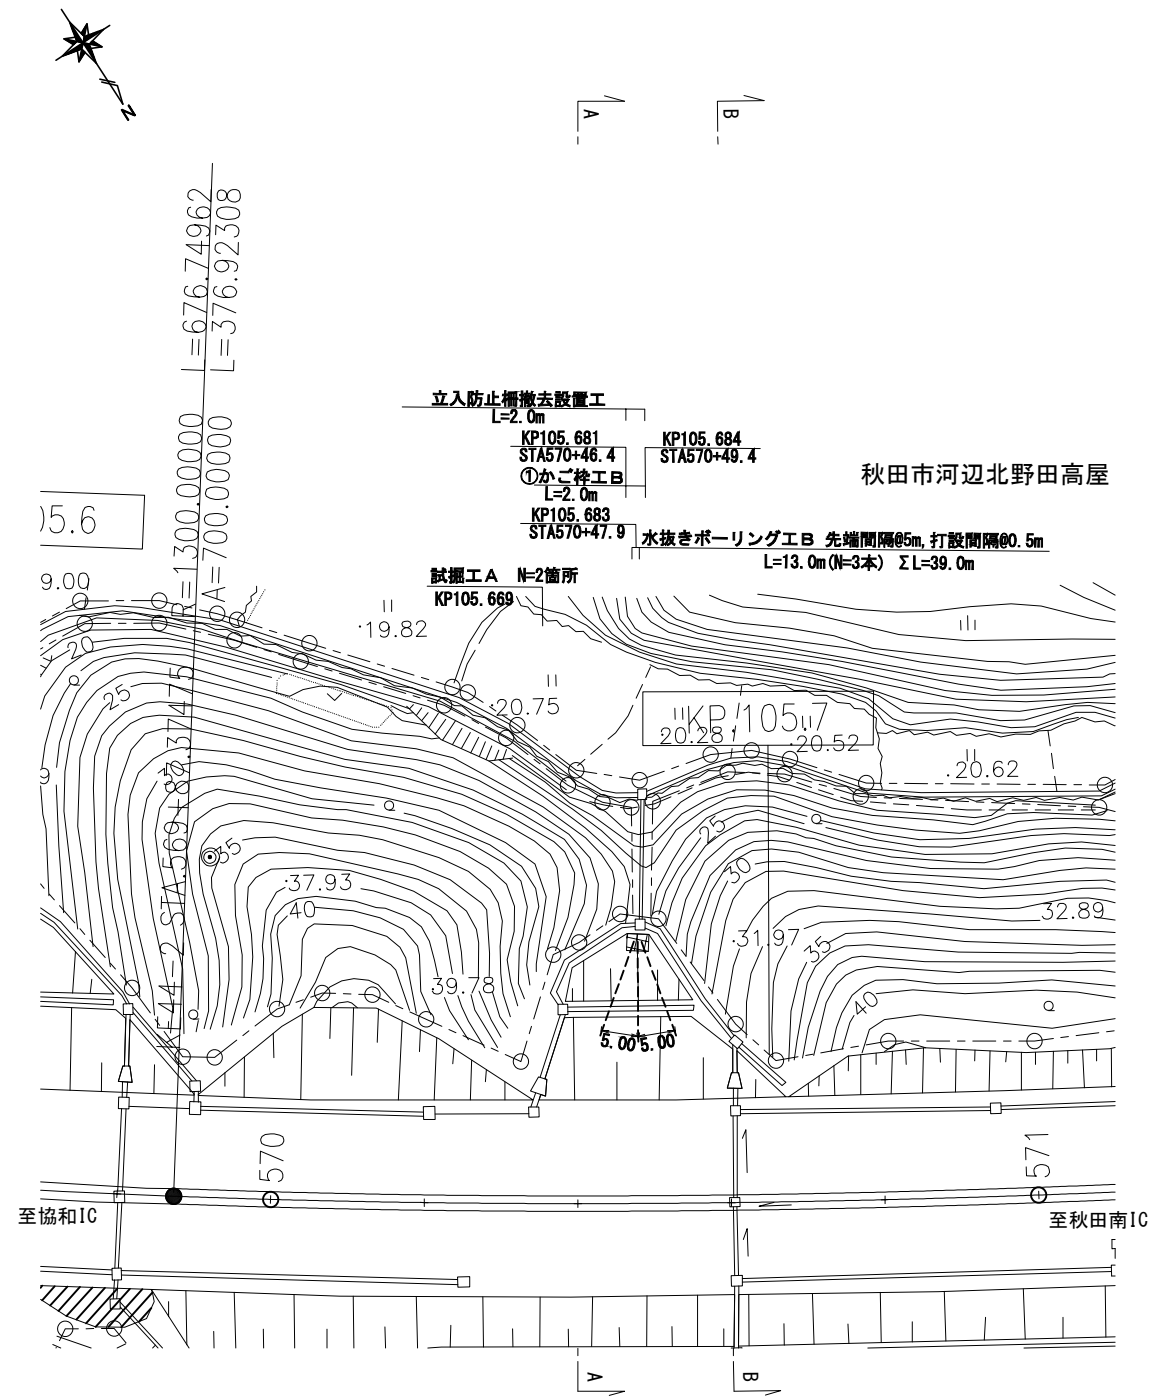 N
A
B
L=676.74962
L=376.92308
R=1300.00000
A=700.00000
立入防止柵撤去設置工
L=2.0m
KP105.681
STA570+46.4
KP105.684
STA570+49.4
①かご枠工B
L=2.0m
KP105.683
STA570+47.9
秋田市河辺北野田高屋
水抜きボーリング工B 先端間隔@5m,打設間隔@0.5m
L=13.0m(N=3本) ΣL=39.0m
試掘工A N=2箇所
KP105.669
05.6
9.00
19.82
20
25
20.75
KP.105.7
20.28
20.52
20.62
25
30
35
37.93
40
39.78
31.97
35
32.89
40
5.00
5.00
570
571
至協和IC
至秋田南IC
A
B